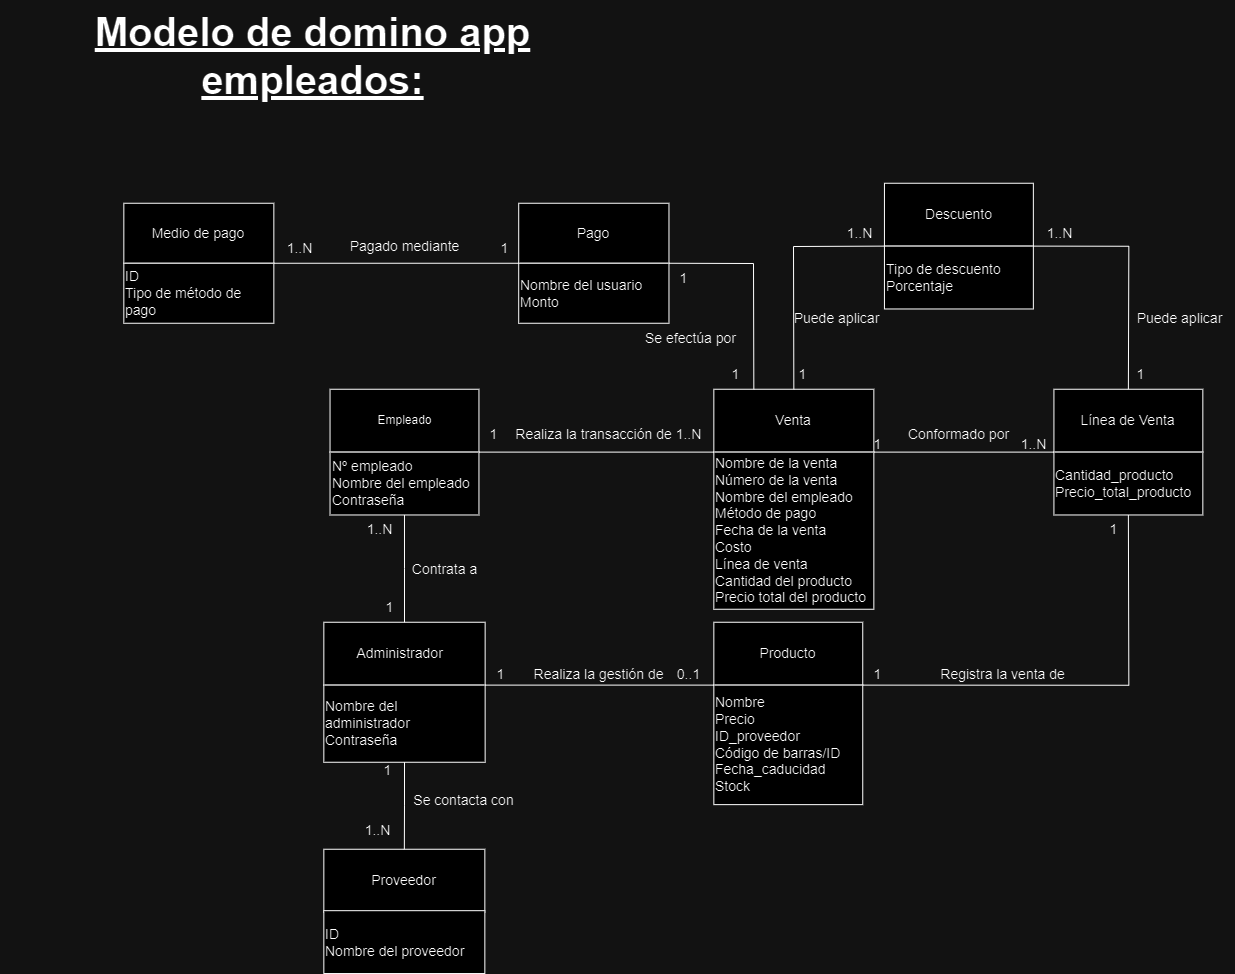 Modelo de domino app
empleados:
Medio de pago
ID
Tipo de método de
pago
1..N
Pagado mediante
1
Pago
Nombre del usuario
Monto
1
Se efectúa por
1
Descuento
Tipo de descuento
Porcentaje
1..N
Puede aplicar
1
1..N
Puede aplicar
1
Empleado
Nº empleado
Nombre del empleado
Contraseña
1
Realiza la transacción de
1..N
Venta
Nombre de la venta
Número de la venta
Nombre del empleado
Método de pago
Fecha de la venta
Costo
Línea de venta
Cantidad del producto
Precio total del producto
1
Conformado por
1..N
Línea de Venta
Cantidad_producto
Precio_total_producto
1..N
Contrata a
1
1
Administrador
Nombre del
administrador
Contraseña
1
Realiza la gestión de
0..1
Producto
Nombre
Precio
ID_proveedor
Código de barras/ID
Fecha_caducidad
Stock
1
Registra la venta de
1
Se contacta con
1..N
Proveedor
ID
Nombre del proveedor